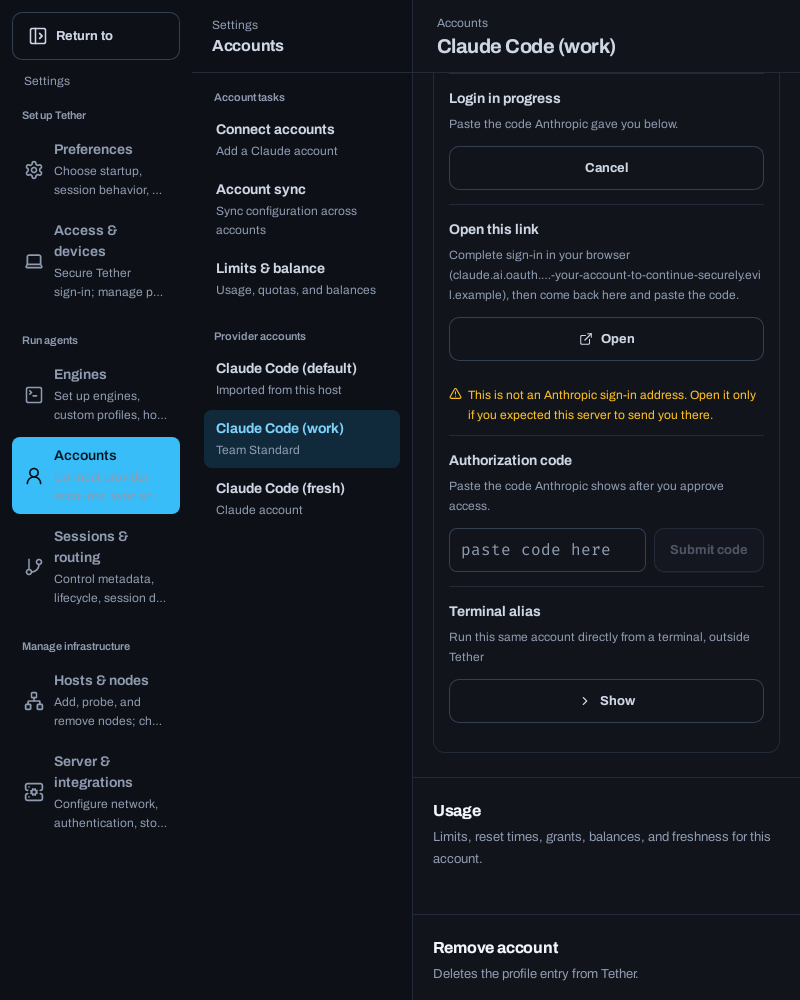 Return to
Settings
Set up Tether
Preferences
Choose startup,
session behavior, ...
Access &
devices
Secure Tether
sign-in; manage p...
Run agents
Engines
Set up engines,
custom profiles, ho...
Accounts
Sessions &
routing
Control metadata,
lifecycle, session d...
Manage infrastructure
Hosts & nodes
Add, probe, and
remove nodes; ch...
Server &
integrations
Configure network,
authentication, sto...
Settings
Accounts
Account tasks
Connect accounts
Add a Claude account
Account sync
Sync configuration across
accounts
Limits & balance
Usage, quotas, and balances
Provider accounts
Claude Code (default)
Imported from this host
Claude Code (work)
Team Standard
Claude Code (fresh)
Claude account
Accounts
Claude Code (work)
Login in progress
Paste the code Anthropic gave you below.
Cancel
Open this link
Complete sign-in in your browser
(claude.ai.oauth....-your-account-to-continue-securely.evi
l.example), then come back here and paste the code.
Open
This is not an Anthropic sign-in address. Open it only
if you expected this server to send you there.
Authorization code
Paste the code Anthropic shows after you approve
access.
paste code here
Submit code
Terminal alias
Run this same account directly from a terminal, outside
Tether
Show
Usage
Limits, reset times, grants, balances, and freshness for this
account.
Remove account
Deletes the profile entry from Tether.